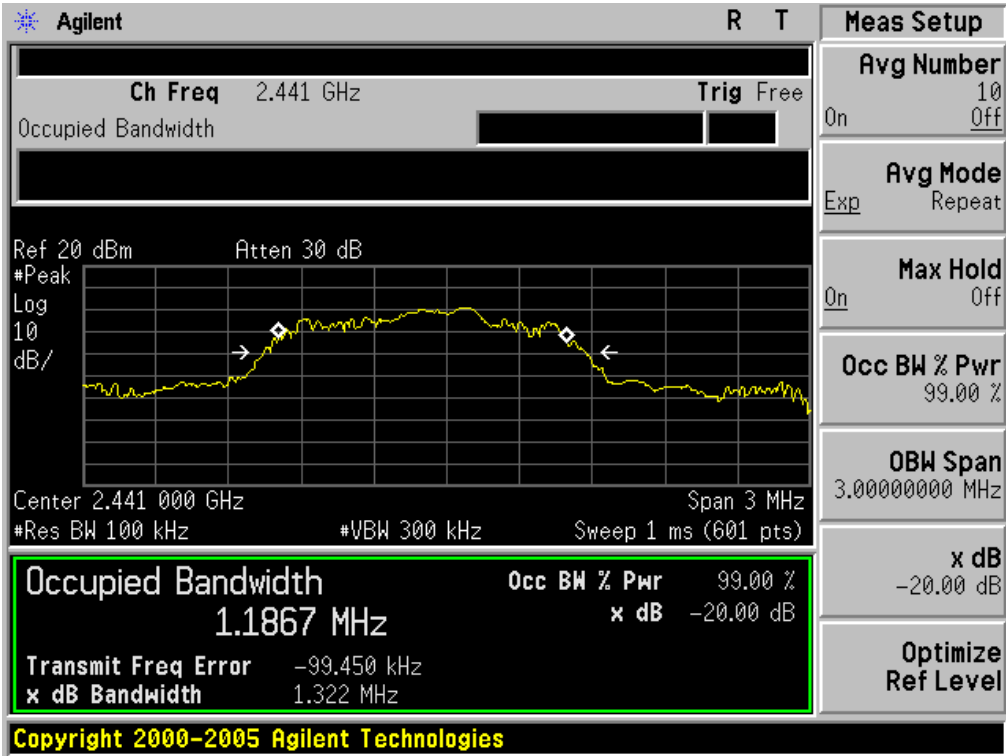 Agilent R T
Ch Freq 2.441 GHz Trig Free
Occupied Bandwidth
Ref 20 dBm Atten 30 dB
#Peak
Log
10
dB/
Center 2.441 000 GHz Span 3 MHz
#Res BW 100 kHz #VBW 300 kHz Sweep 1 ms (601 pts)
Occupied Bandwidth
1.1867 MHz
Occ BW % Pwr 99.00 %
x dB -20.00 dB
Transmit Freq Error -99.450 kHz
x dB Bandwidth 1.322 MHz
Copyright 2000-2005 Agilent Technologies
Meas Setup
Avg Number
10
On Off
Avg Mode
Exp Repeat
Max Hold
On Off
Occ BW % Pwr
99.00 %
OBW Span
3.00000000 MHz
x dB
-20.00 dB
Optimize
Ref Level